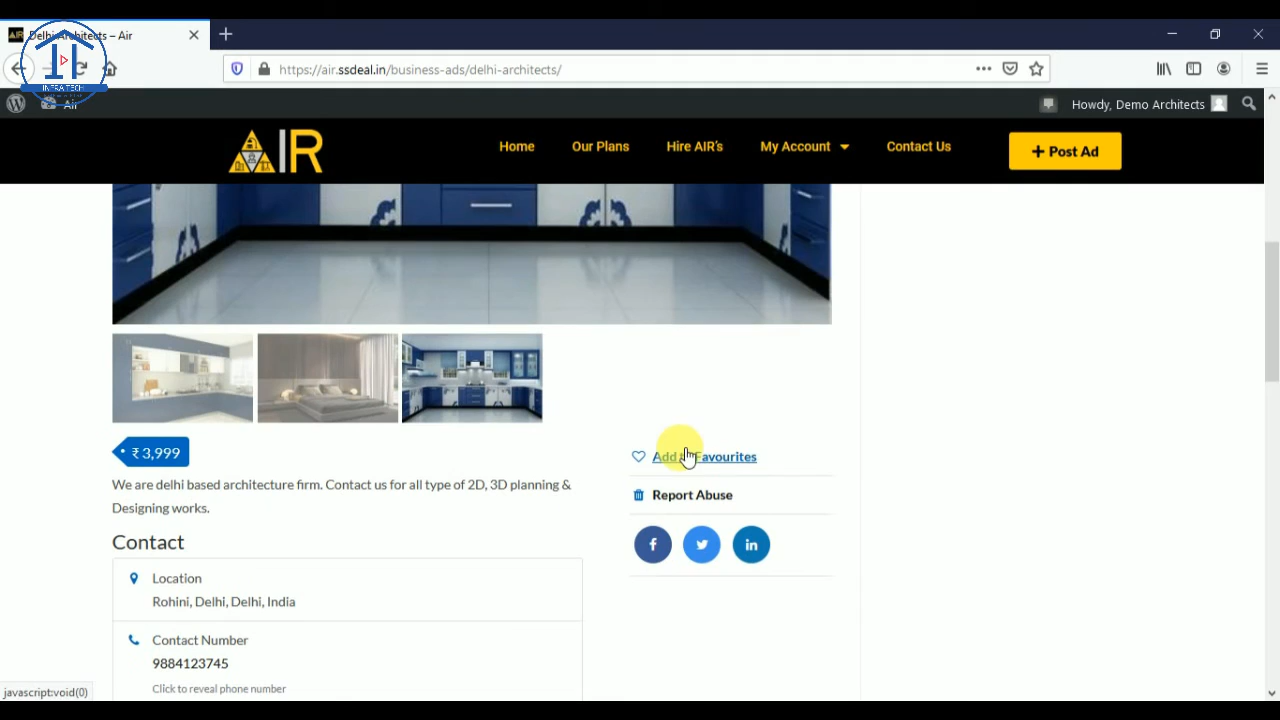 Delhi Architects – Air
https://air.ssdeal.in/business-ads/delhi-architects/
INFRA TECH
Air
Howdy, Demo Architects
AIR
Home
Our Plans
Hire AIR's
My Account
Contact Us
+ Post Ad
₹ 3,999
We are delhi based architecture firm. Contact us for all type of 2D, 3D planning &
Designing works.
Add to Favourites
Report Abuse
Contact
Location
Rohini, Delhi, Delhi, India
Contact Number
9884123745
Click to reveal phone number
javascript:void(0)